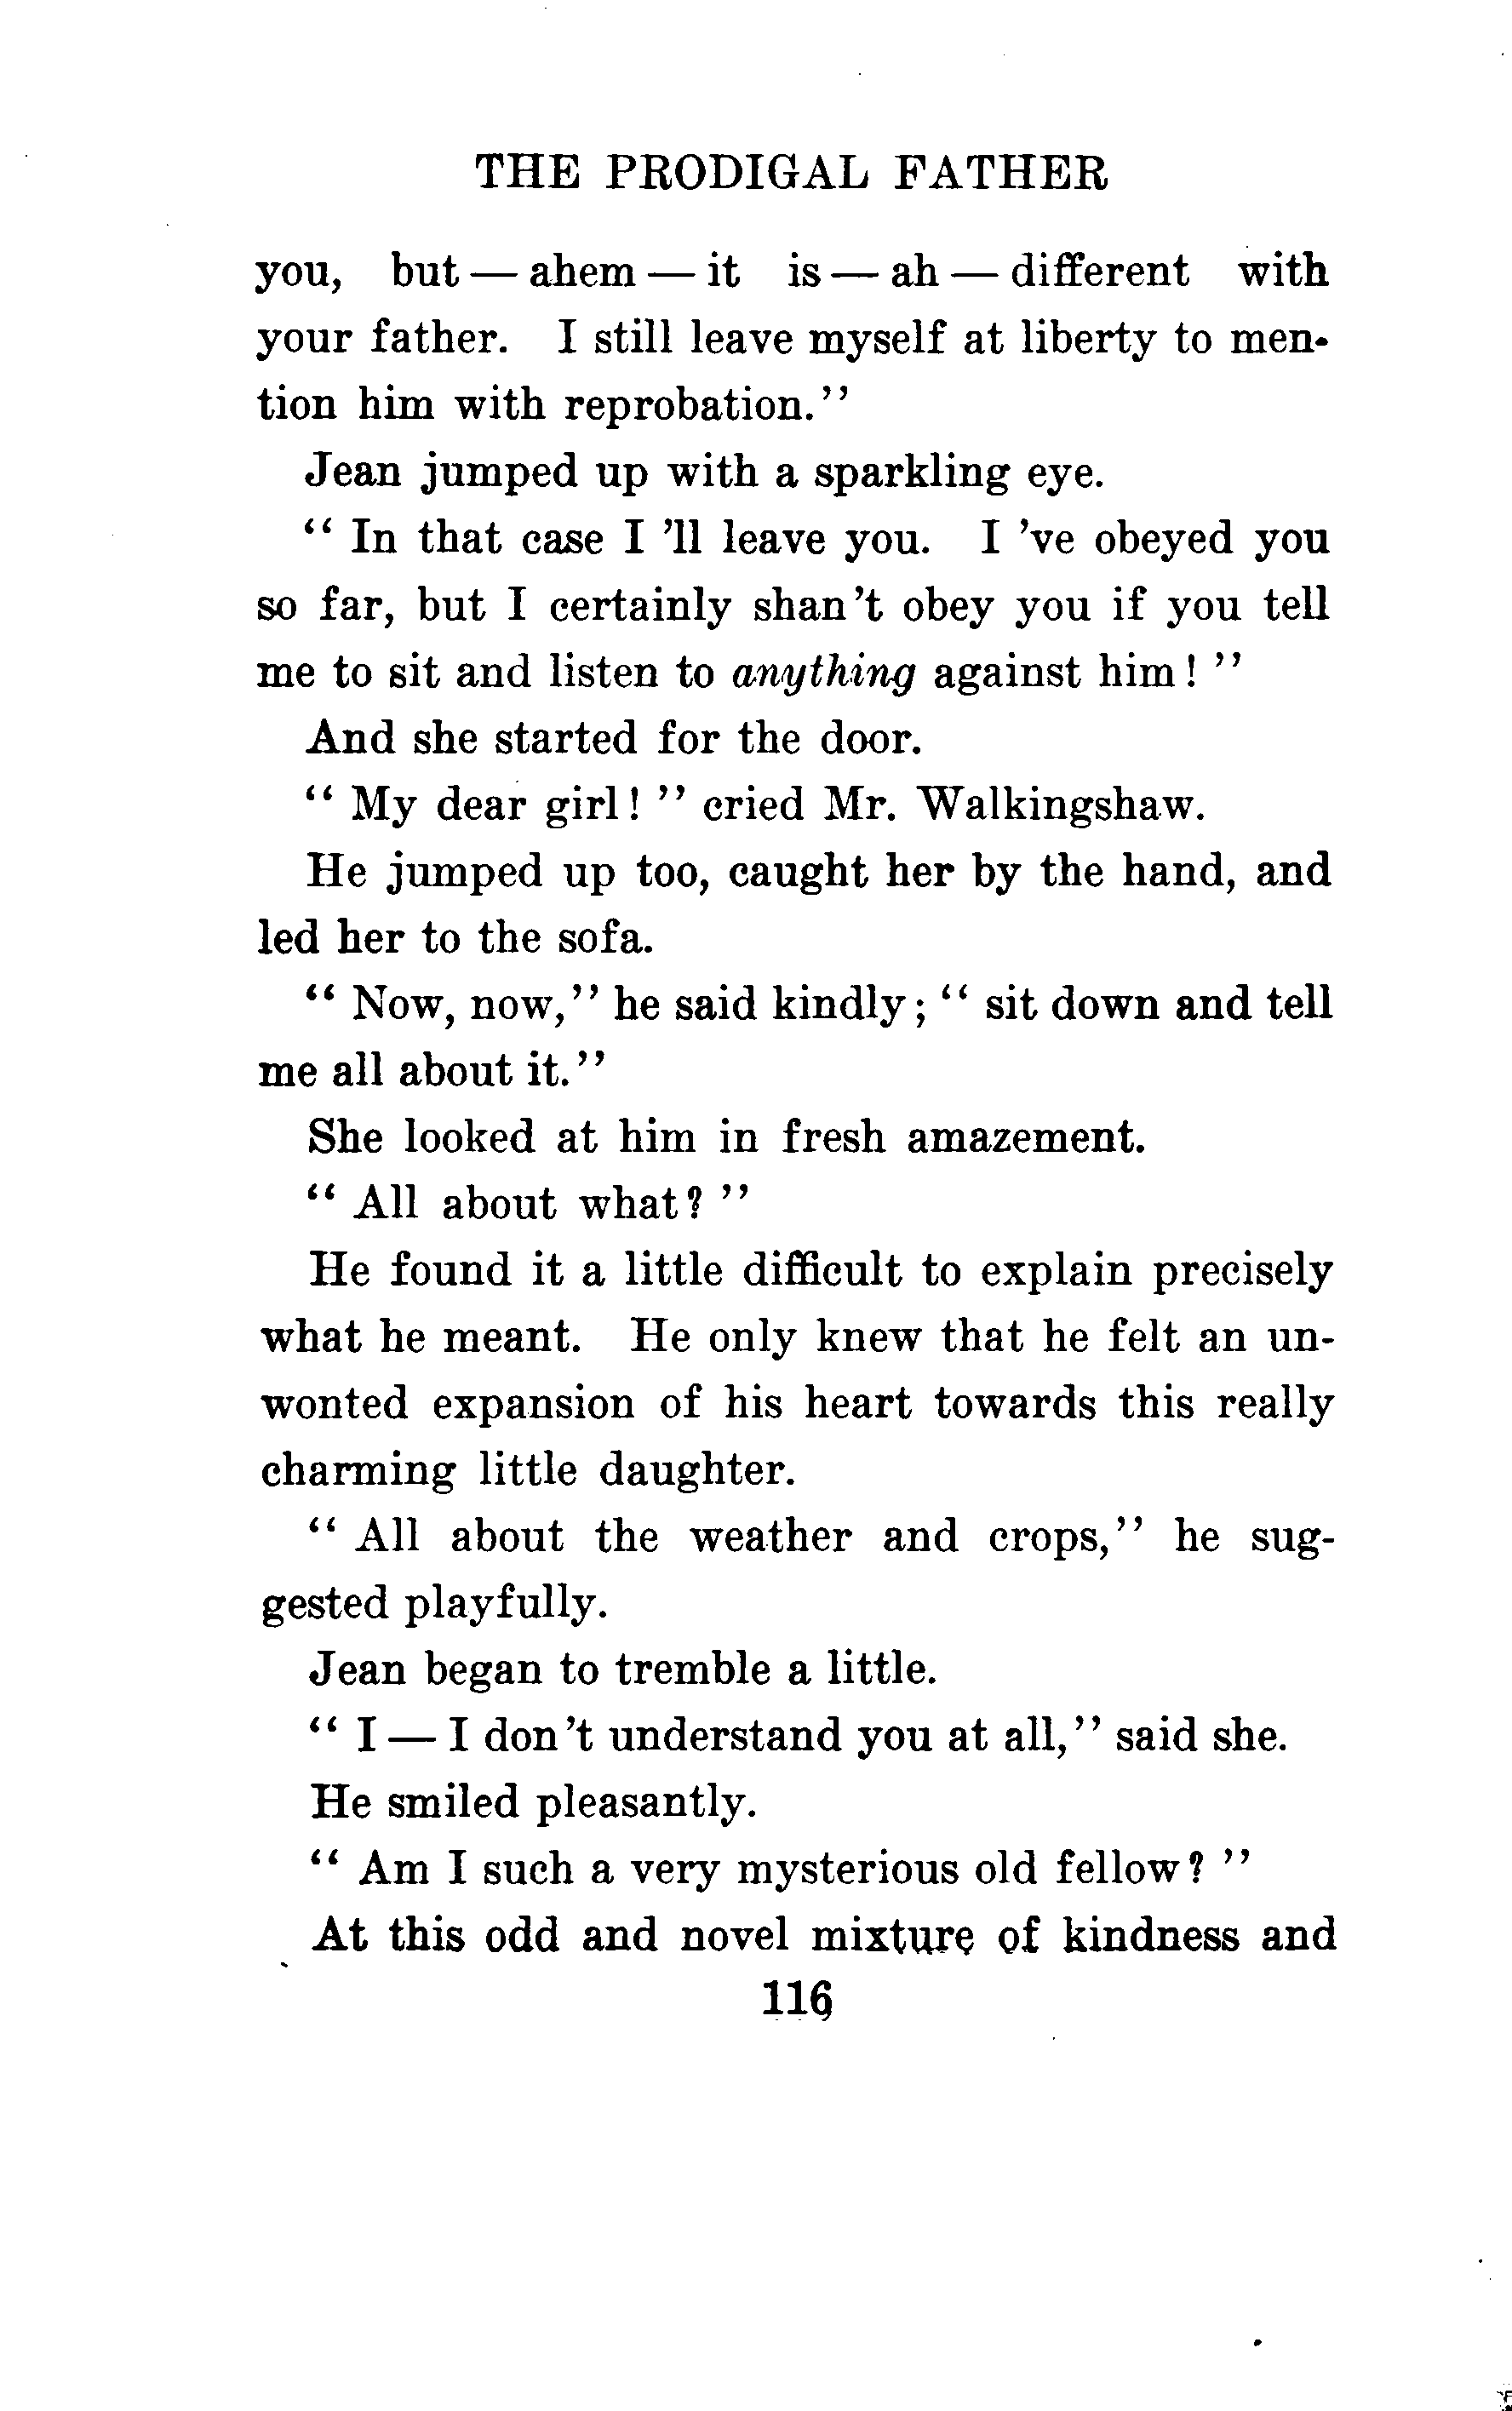 THE PRODIGAL FATHER
you, but — ahem — it is — ah — different with
your father. I still leave myself at liberty to men-
tion him with reprobation."
Jean jumped up with a sparkling eye.
" In that case I 'll leave you. I 've obeyed you
so far, but I certainly shan't obey you if you tell
me to sit and listen to anything against him! "
And she started for the door.
" My dear girl! " cried Mr. Walkingshaw.
He jumped up too, caught her by the hand, and
led her to the sofa.
" Now, now," he said kindly; " sit down and tell
me all about it."
She looked at him in fresh amazement.
" All about what? "
He found it a little difficult to explain precisely
what he meant. He only knew that he felt an un-
wonted expansion of his heart towards this really
charming little daughter.
" All about the weather and crops," he sug-
gested playfully.
Jean began to tremble a little.
" I — I don't understand you at all," said she.
He smiled pleasantly.
" Am I such a very mysterious old fellow? "
At this odd and novel mixture of kindness and
116